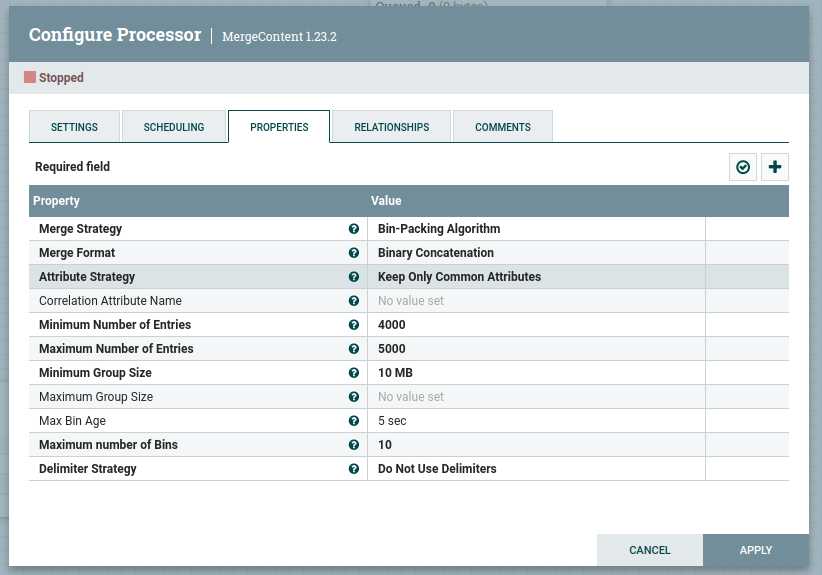 Queued 0 (0 bytes)
Configure Processor | MergeContent 1.23.2
Stopped
SETTINGS SCHEDULING PROPERTIES RELATIONSHIPS COMMENTS
Required field
Property Value
Merge Strategy Bin-Packing Algorithm
Merge Format Binary Concatenation
Attribute Strategy Keep Only Common Attributes
Correlation Attribute Name No value set
Minimum Number of Entries 4000
Maximum Number of Entries 5000
Minimum Group Size 10 MB
Maximum Group Size No value set
Max Bin Age 5 sec
Maximum number of Bins 10
Delimiter Strategy Do Not Use Delimiters
CANCEL APPLY